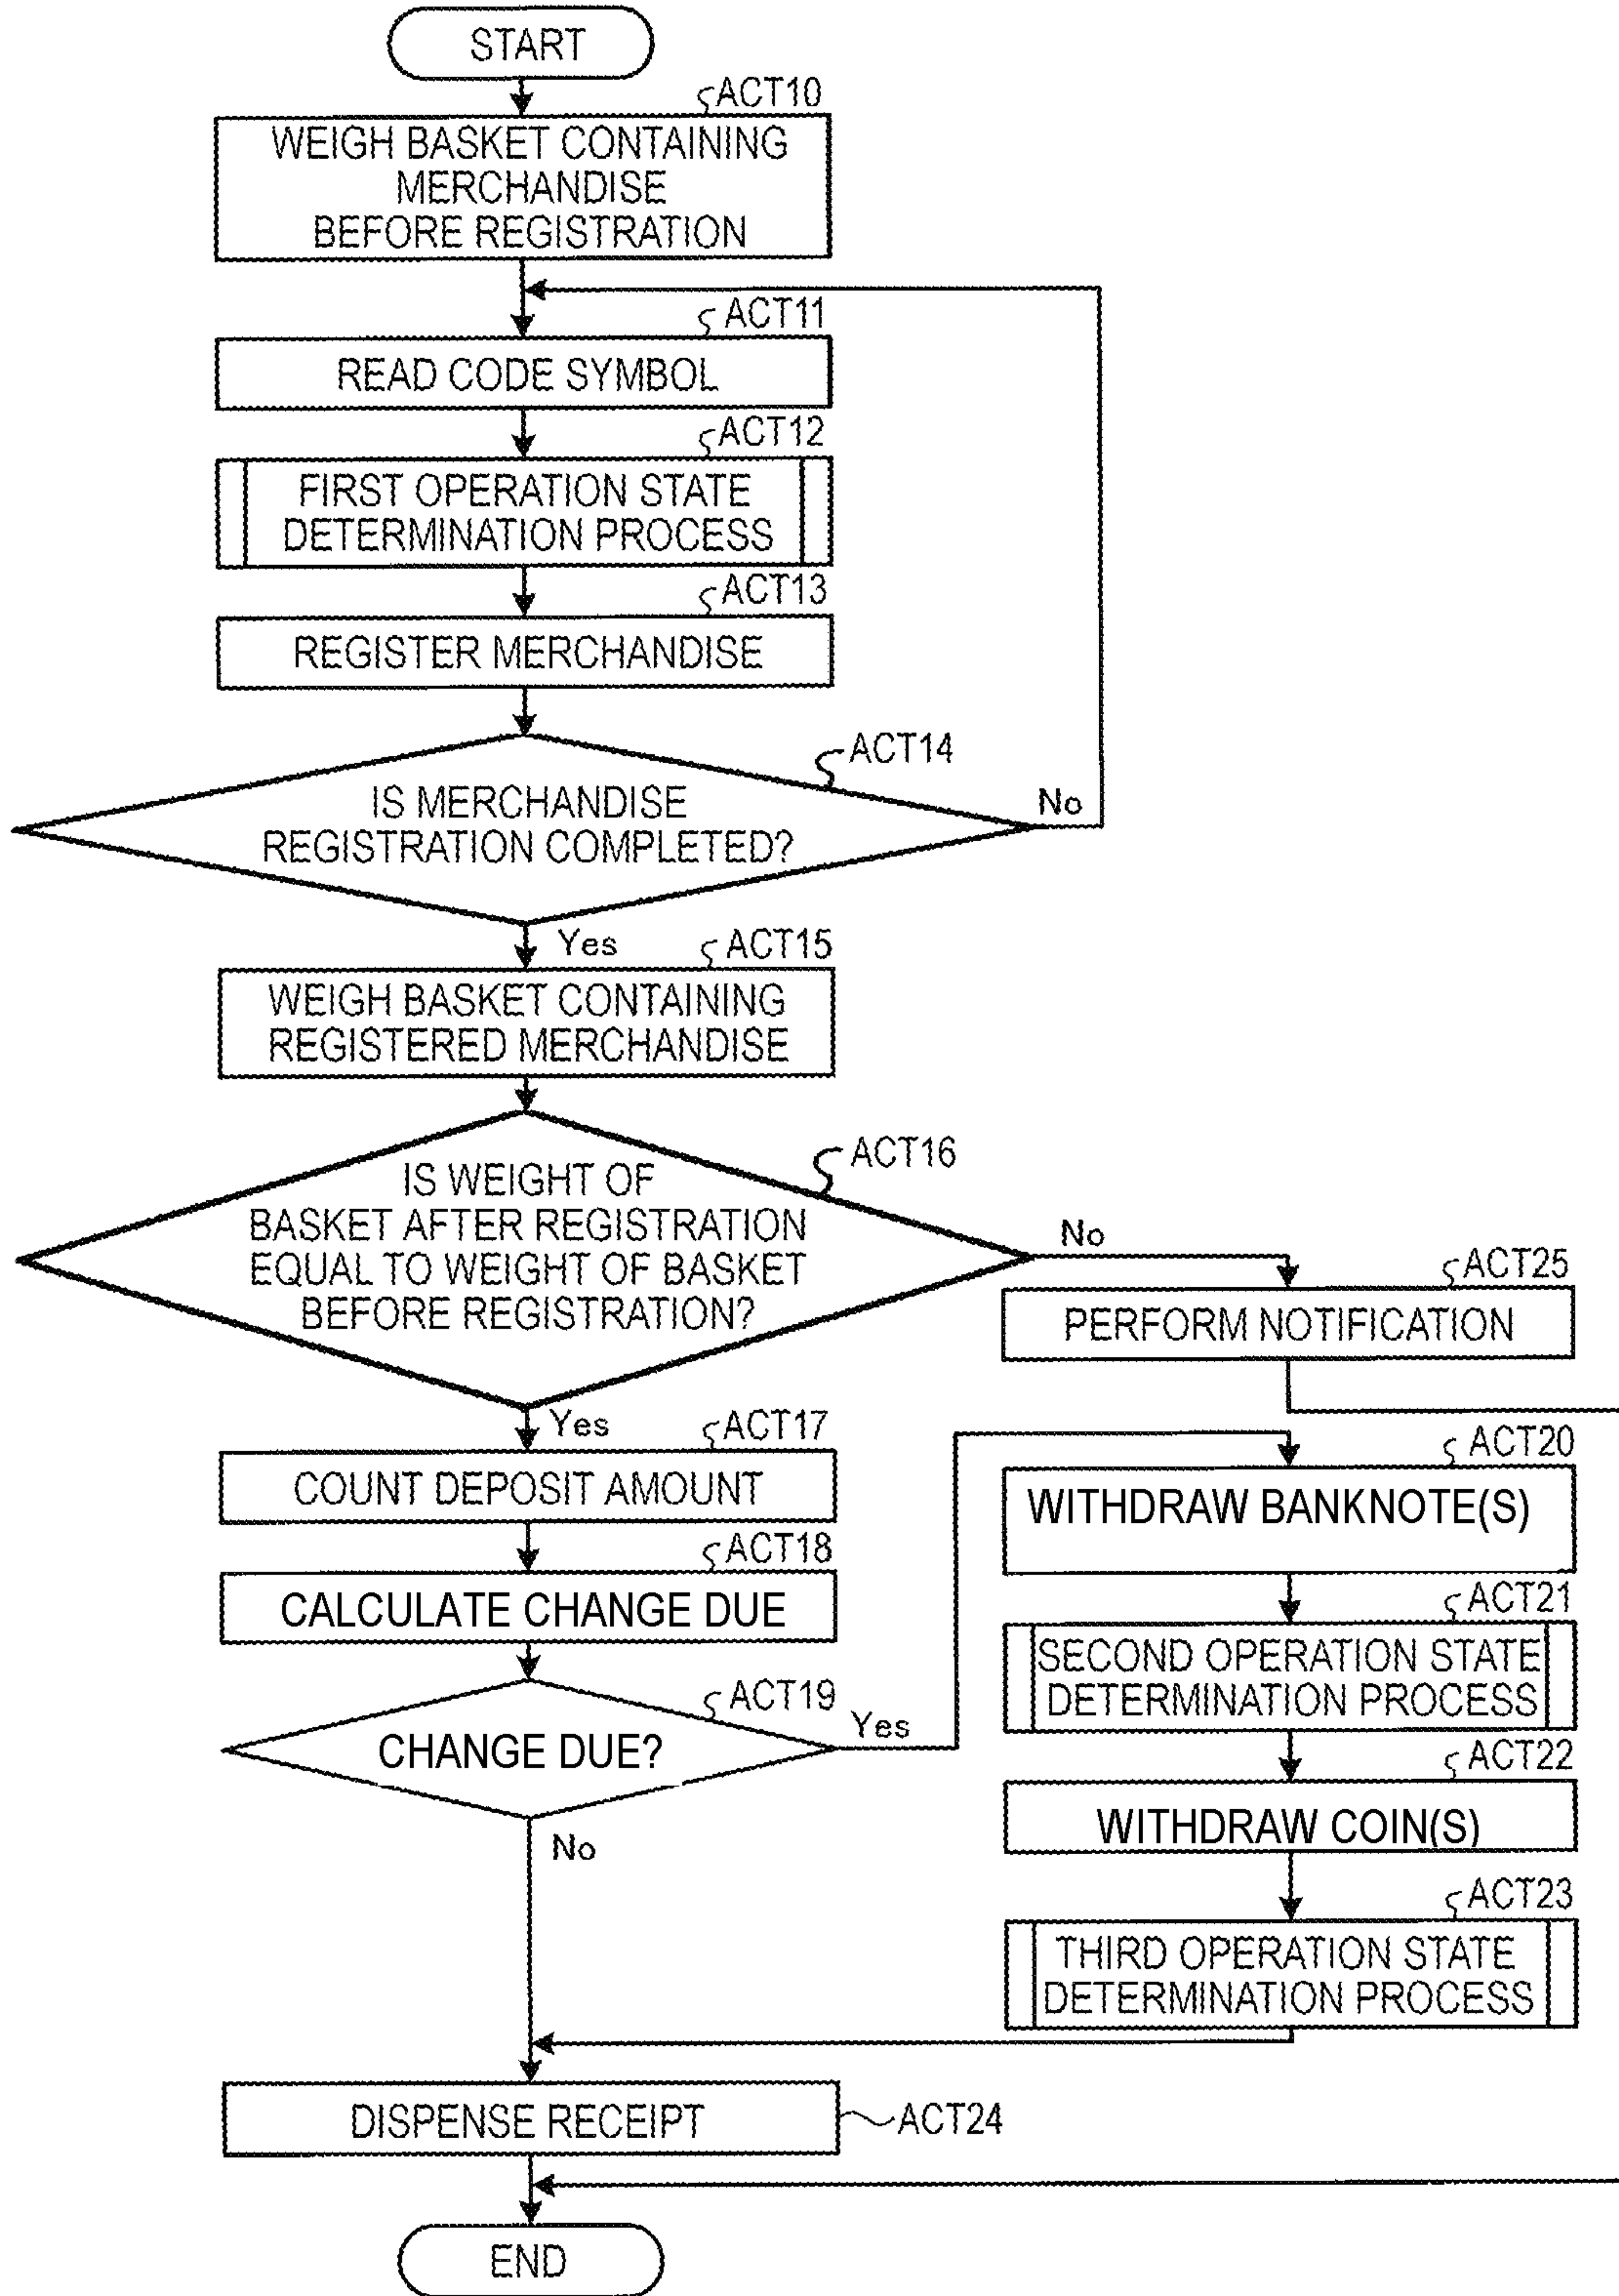 START
ACT10
WEIGH BASKET CONTAINING
MERCHANDISE
BEFORE REGISTRATION
ACT11
READ CODE SYMBOL
ACT12
FIRST OPERATION STATE
DETERMINATION PROCESS
ACT13
REGISTER MERCHANDISE
ACT14
IS MERCHANDISE
REGISTRATION COMPLETED?
No
Yes
ACT15
WEIGH BASKET CONTAINING
REGISTERED MERCHANDISE
ACT16
IS WEIGHT OF
BASKET AFTER REGISTRATION
EQUAL TO WEIGHT OF BASKET
BEFORE REGISTRATION?
No
ACT25
PERFORM NOTIFICATION
Yes
ACT17
COUNT DEPOSIT AMOUNT
ACT18
CALCULATE CHANGE DUE
ACT19
CHANGE DUE?
Yes
No
ACT20
WITHDRAW BANKNOTE(S)
ACT21
SECOND OPERATION STATE
DETERMINATION PROCESS
ACT22
WITHDRAW COIN(S)
ACT23
THIRD OPERATION STATE
DETERMINATION PROCESS
DISPENSE RECEIPT
ACT24
END